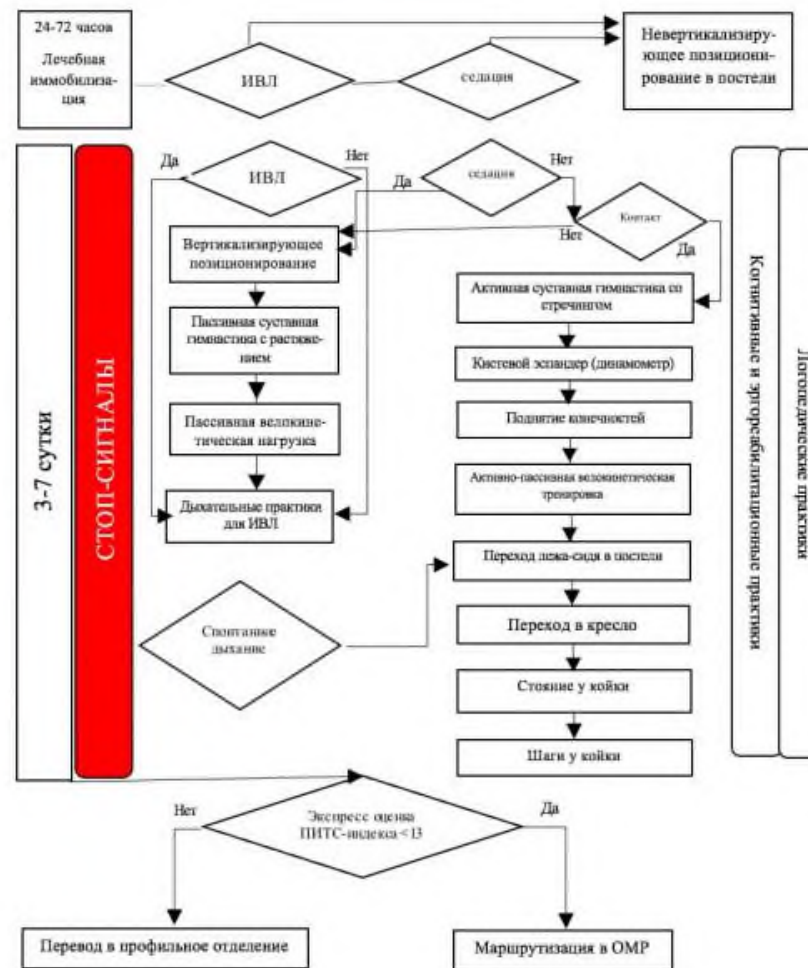 24-72 часов
Лечебная
иммобилиза-
ция
ИВЛ
седация
Невертикализиру-
ющее позициони-
рование в постели
3-7 сутки
СТОП-СИГНАЛЫ
Да
ИВЛ
Нет
Да
седация
Нет
Контакт
Нет
Да
Вертикализирующее
позиционирование
Пассивная суставная
гимнастика с растяже-
нием
Пассивная велокине-
тическая нагрузка
Дыхательные практики
для ИВЛ
Активная суставная гимнастика со
стречингом
Кистевой эспандер (динамометр)
Поднятие конечностей
Активно-пассивная велокинетическая
тренировка
Переход лежа-сидя в постели
Переход в кресло
Стояние у койки
Шаги у койки
Спонтанное
дыхание
Когнитивные и эргореабилитационные практики
Логопедические практики
Нет
Экспресс оценка
ПИТС-индекса<13
Да
Перевод в профильное отделение
Маршрутизация в ОМР